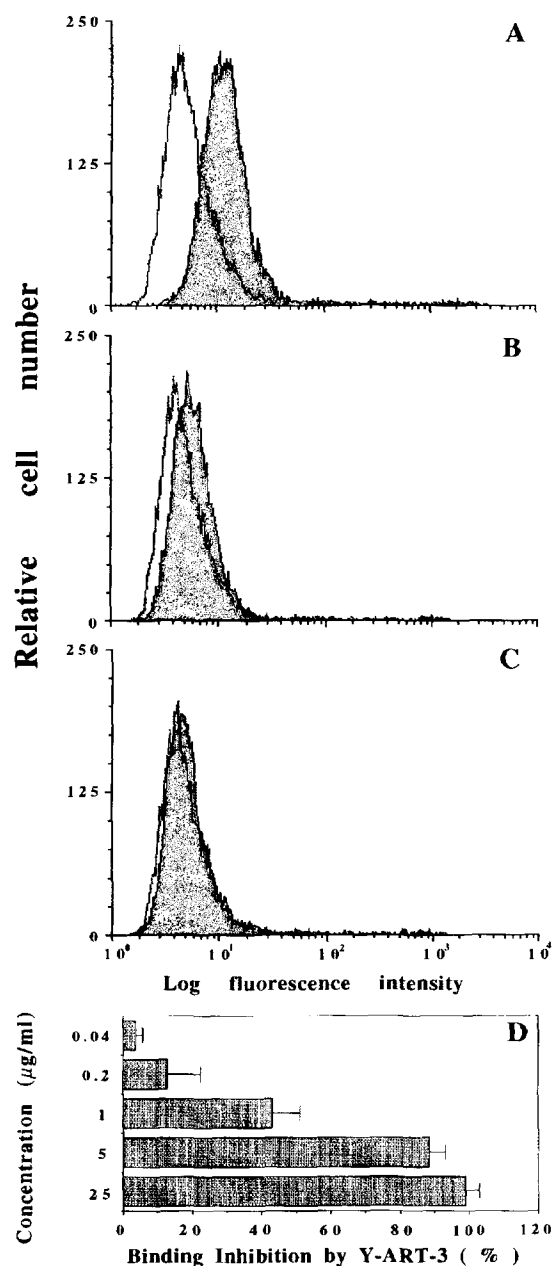 250
A
125
0
250
B
125
0
250
C
125
0
10⁰ 10¹ 10² 10³ 10⁴
Log fluorescence intensity
Relative cell number
D
0.04
0.2
1
5
25
Concentration (µg/ml)
0 20 40 60 80 100 120
Binding Inhibition by Y-ART-3 ( % )